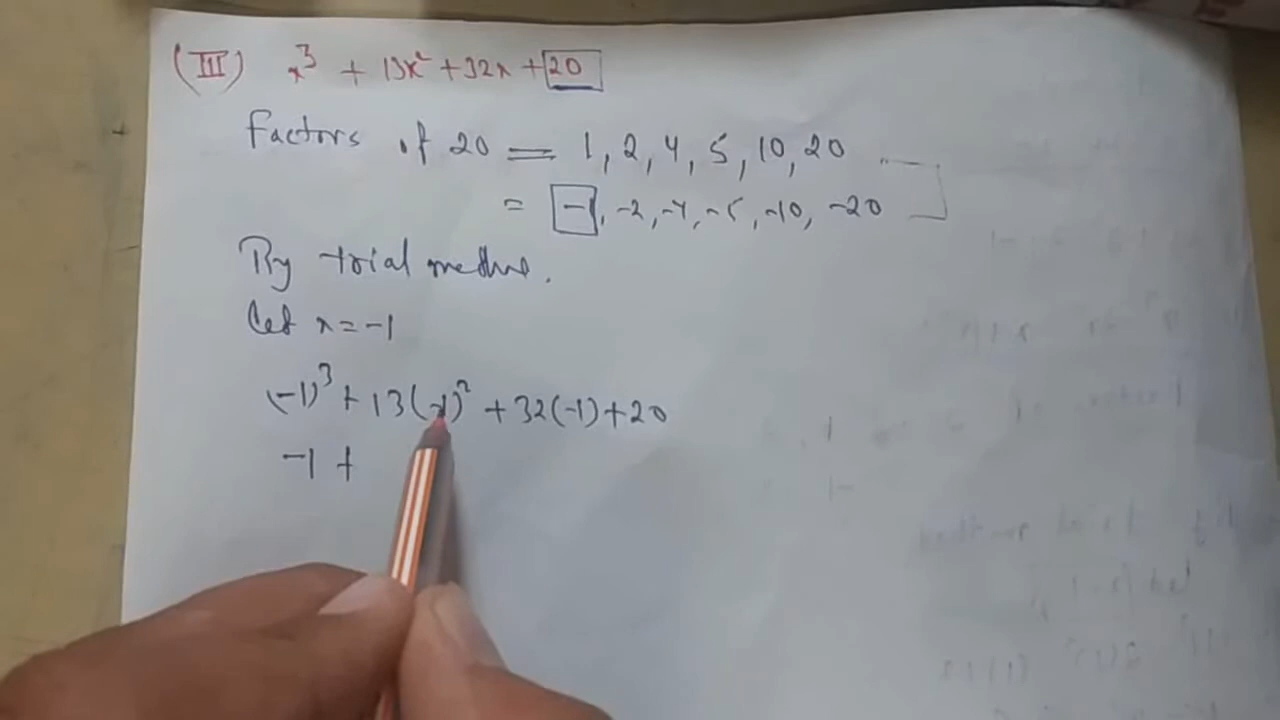 (III) x³ + 13x² + 32x + 20
Factors of 20 = 1, 2, 4, 5, 10, 20
= -1, -2, -4, -5, -10, -20
By trial
Let x = -1
(-1)³ + 13(-1)² + 32(-1) + 20
-1 +